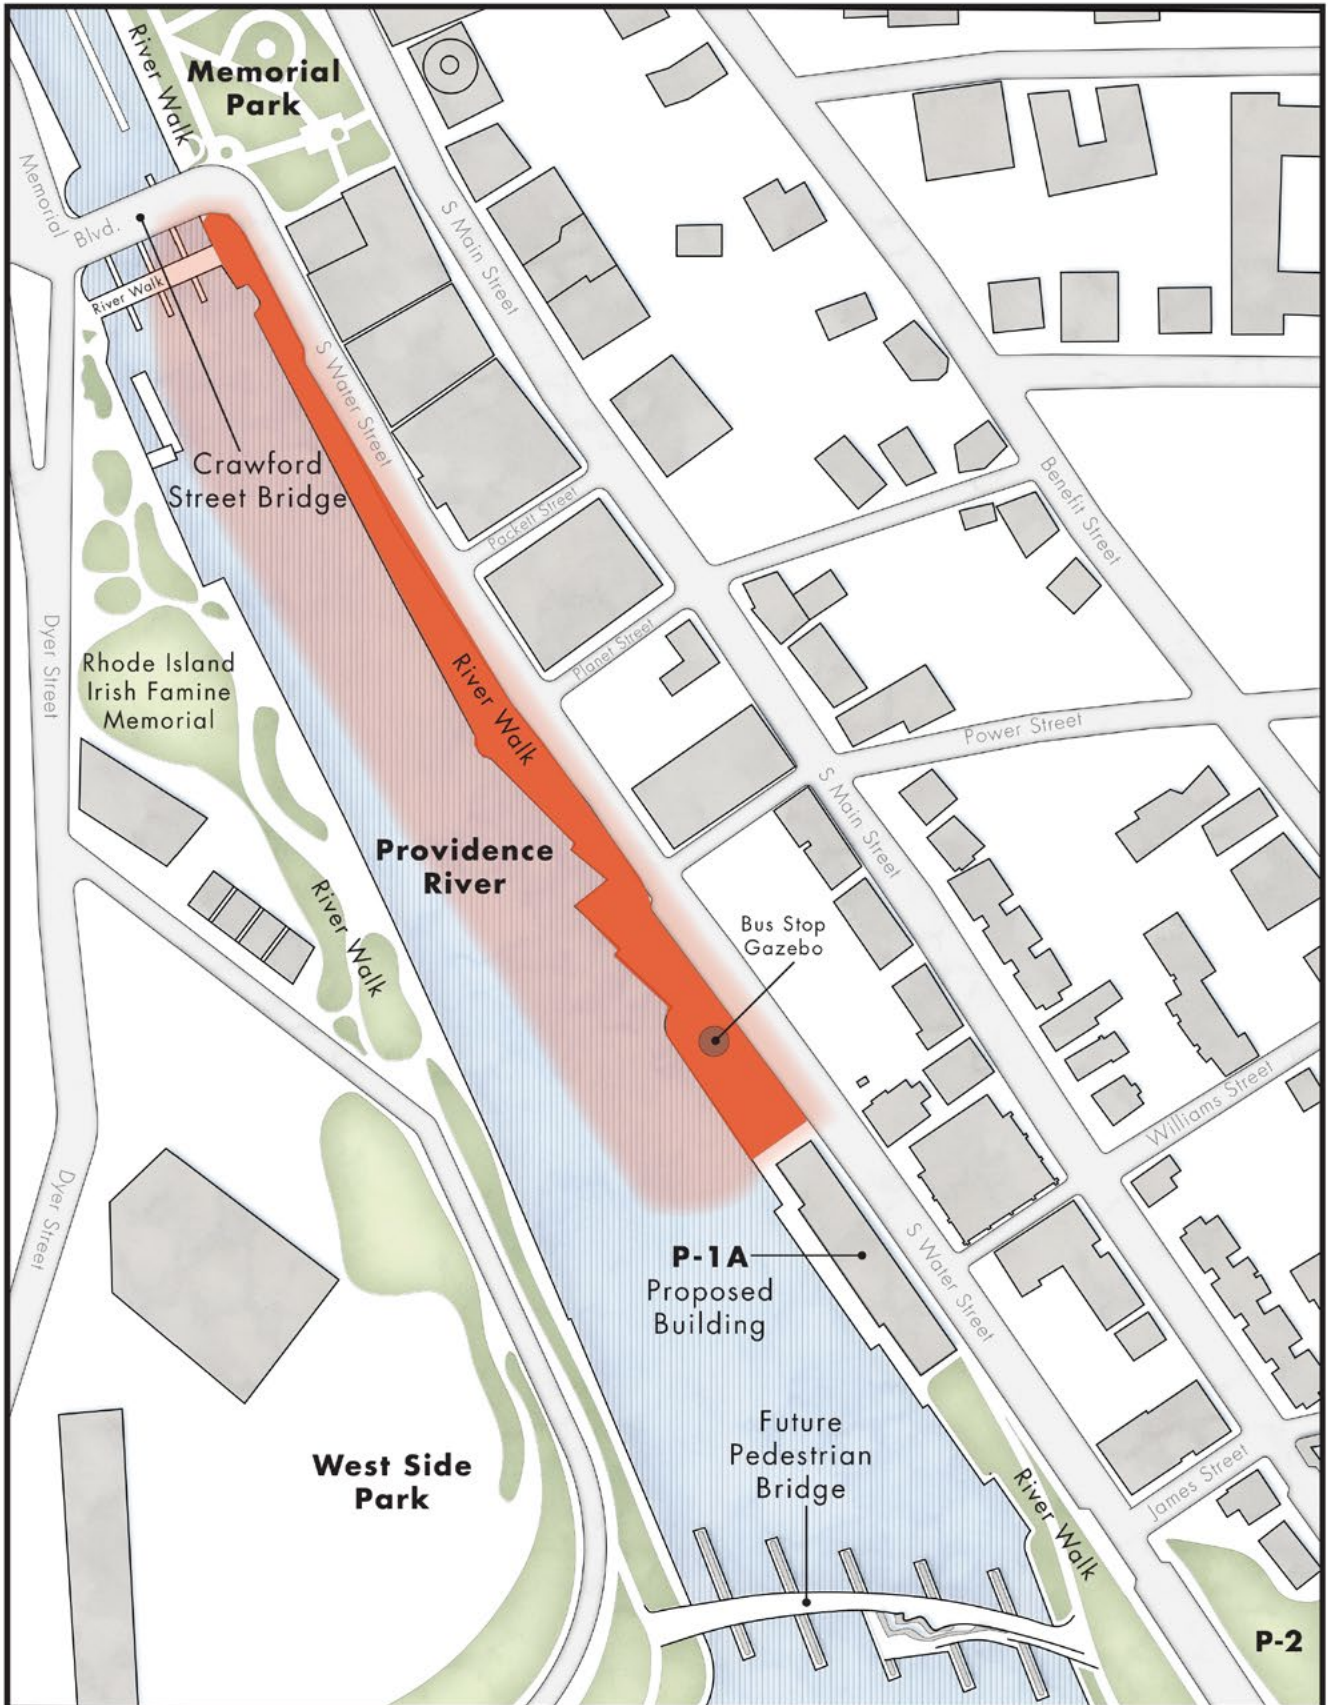 River Walk
Memorial
Park
Memorial
Blvd.
River Walk
S Main Street
S Water Street
Crawford
Street Bridge
Packett Street
Benefit Street
Planet Street
Dyer Street
Rhode Island
Irish Famine
Memorial
River Walk
Power Street
S Main Street
Providence
River
River Walk
Bus Stop
Gazebo
Williams Street
Dyer Street
P-1A
Proposed
Building
S Water Street
West Side
Park
Future
Pedestrian
Bridge
River Walk
James Street
P-2